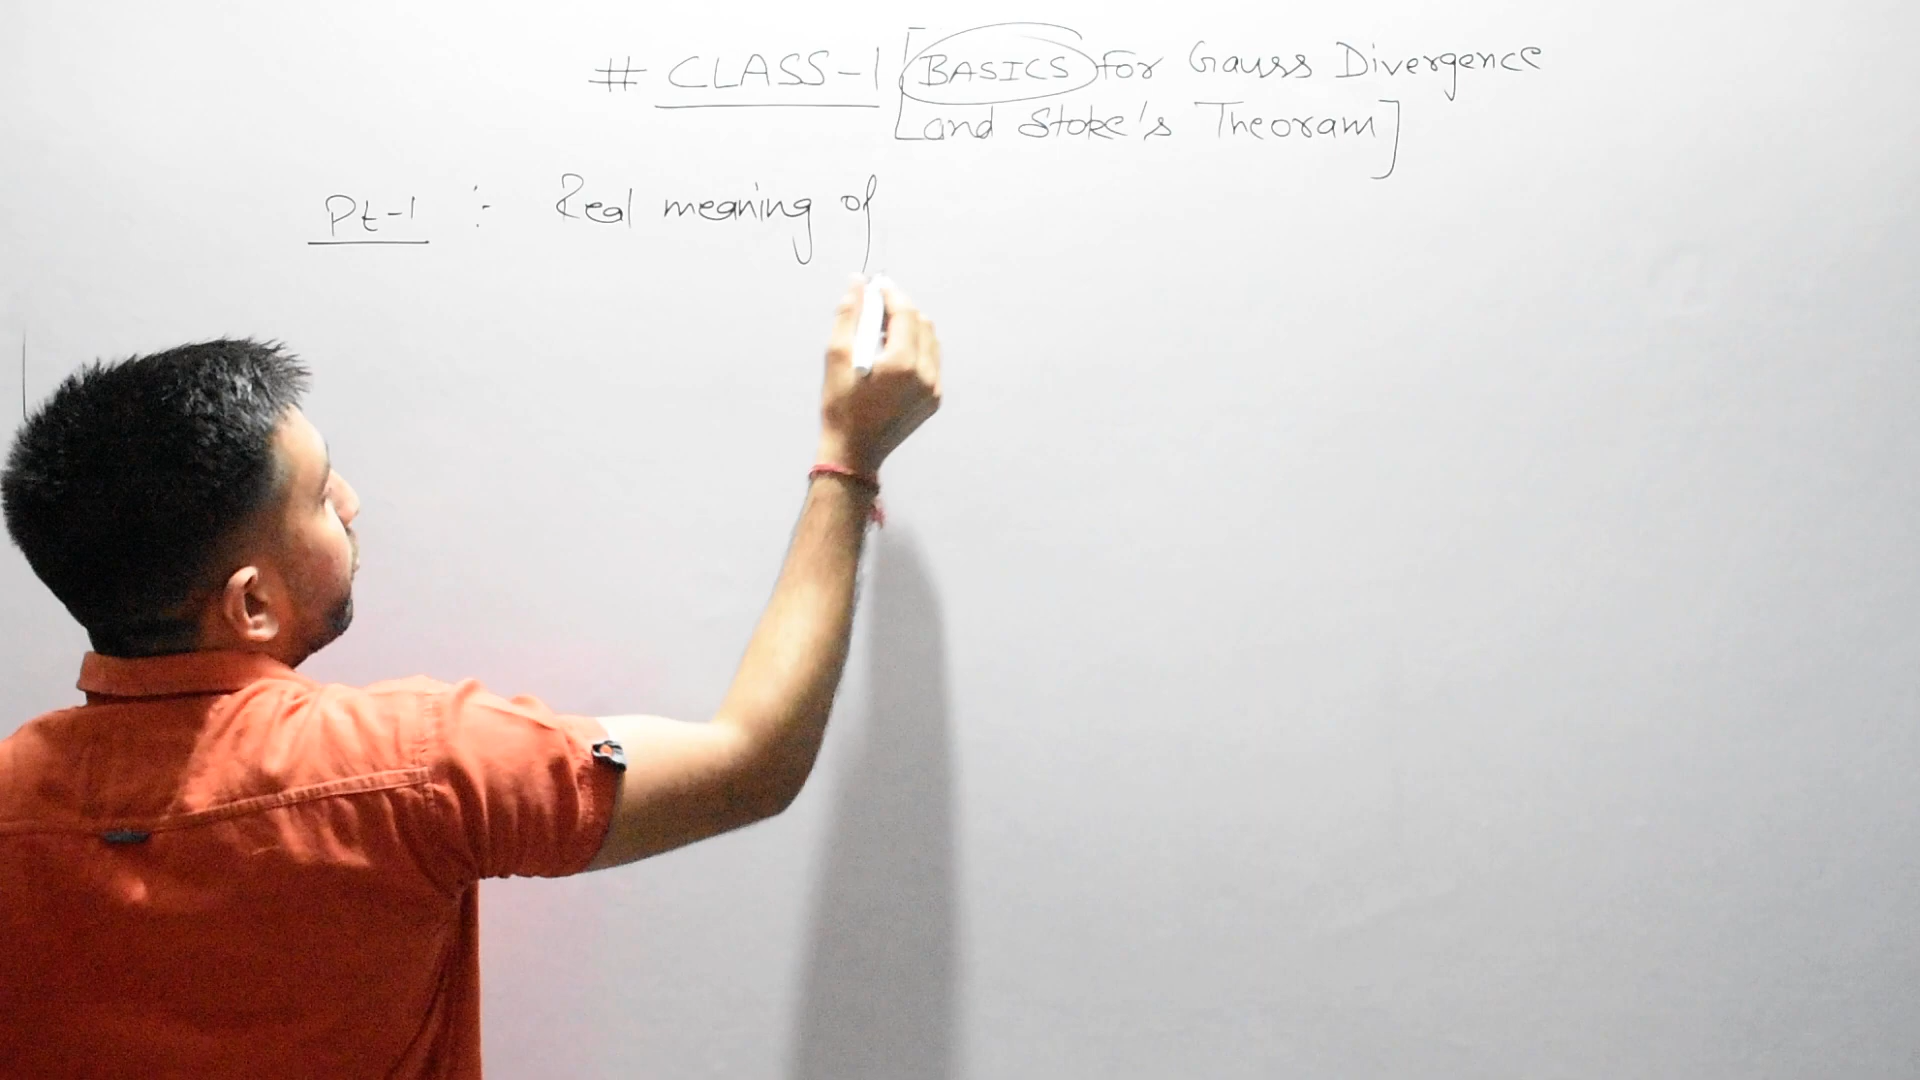 # CLASS-1 [BASICS for Gauss Divergence
and Stoke's Theoram]
Pt-1 :- Real meaning of